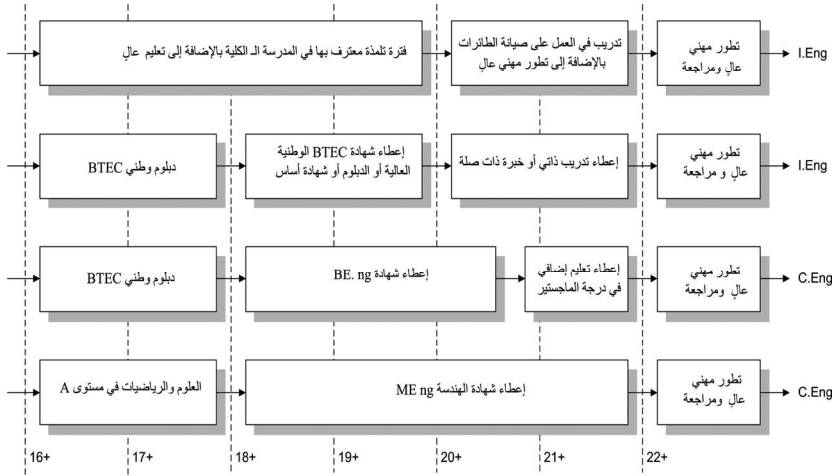 فترة تلمذة معترف بها في المدرسة الـ الكلية بالإضافة إلى تعليم عالٍ
تدريب في العمل على صيانة الطائرات
بالإضافة إلى تطور مهني عالٍ
تطور مهني
عالٍ ومراجعة
I.Eng
دبلوم وطني BTEC
إعطاء شهادة BTEC الوطنية
العالية أو الدبلوم أو شهادة أساس
إعطاء تدريب ذاتي أو خبرة ذات صلة
تطور مهني
عالٍ و مراجعة
I.Eng
دبلوم وطني BTEC
إعطاء شهادة BE. ng
إعطاء تعليم إضافي
في درجة الماجستير
تطور مهني
عالٍ ومراجعة
C.Eng
العلوم والرياضيات في مستوى A
إعطاء شهادة الهندسة ME ng
تطور مهني
عالٍ ومراجعة
C.Eng
16+ 17+ 18+ 19+ 20+ 21+ 22+